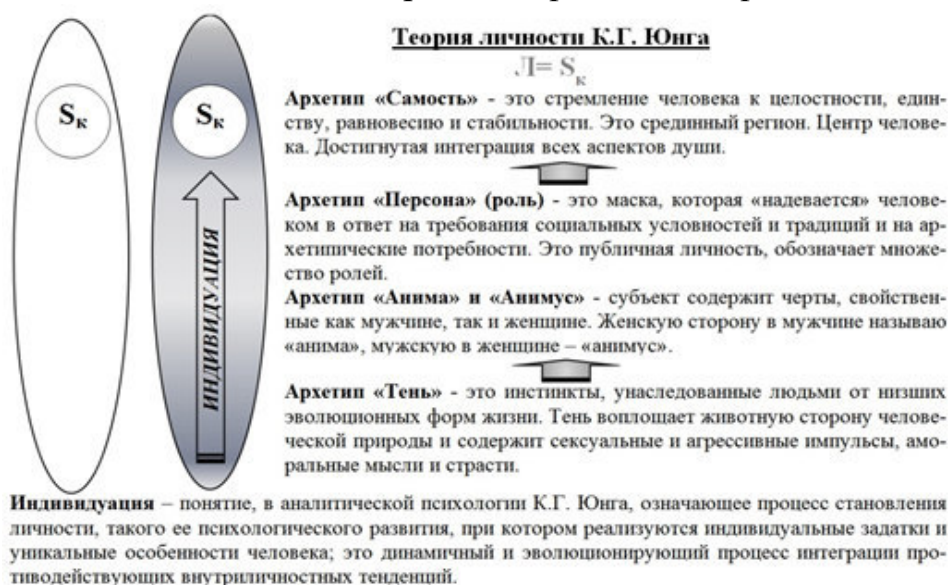 Теория личности К.Г. Юнга
Л= Sк
Sк
Sк
ИНДИВИДУАЦИЯ
Архетип «Самость» - это стремление человека к целостности, един-
ству, равновесию и стабильности. Это срединный регион. Центр челове-
ка. Достигнутая интеграция всех аспектов души.
Архетип «Персона» (роль) - это маска, которая «надевается» челове-
ком в ответ на требования социальных условностей и традиций и на ар-
хетипические потребности. Это публичная личность, обозначает множе-
ство ролей.
Архетип «Анима» и «Анимус» - субъект содержит черты, свойствен-
ные как мужчине, так и женщине. Женскую сторону в мужчине называю
«анима», мужскую в женщине – «анимус».
Архетип «Тень» - это инстинкты, унаследованные людьми от низших
эволюционных форм жизни. Тень воплощает животную сторону челове-
ческой природы и содержит сексуальные и агрессивные импульсы, амо-
ральные мысли и страсти.
Индивидуация – понятие, в аналитической психологии К.Г. Юнга, означающее процесс становления
личности, такого ее психологического развития, при котором реализуются индивидуальные задатки и
уникальные особенности человека; это динамичный и эволюционирующий процесс интеграции про-
тиводействующих внутриличностных тенденций.